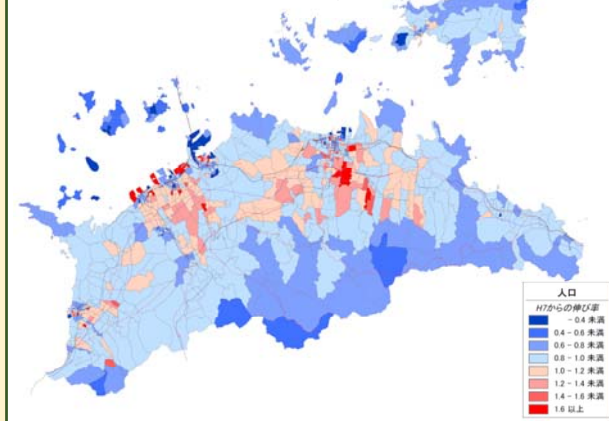 人口
H7からの伸び率
- 0.4 未満
0.4 - 0.6 未満
0.6 - 0.8 未満
0.8 - 1.0 未満
1.0 - 1.2 未満
1.2 - 1.4 未満
1.4 - 1.6 未満
1.6 以上